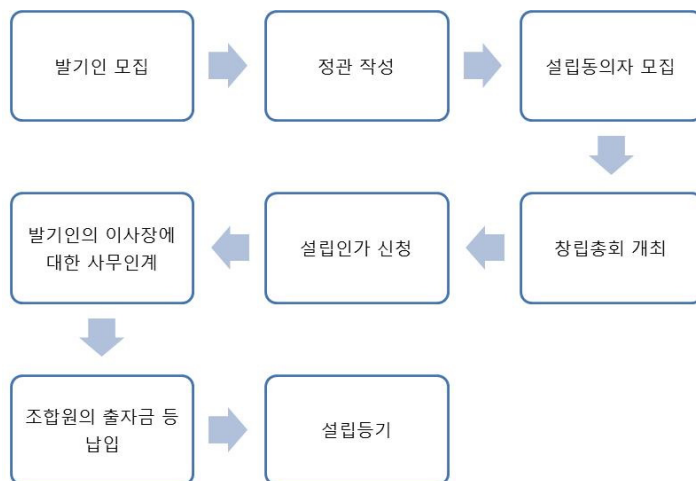 발기인 모집
정관 작성
설립동의자 모집
창립총회 개최
설립인가 신청
발기인의 이사장에
대한 사무인계
조합원의 출자금 등
납입
설립등기